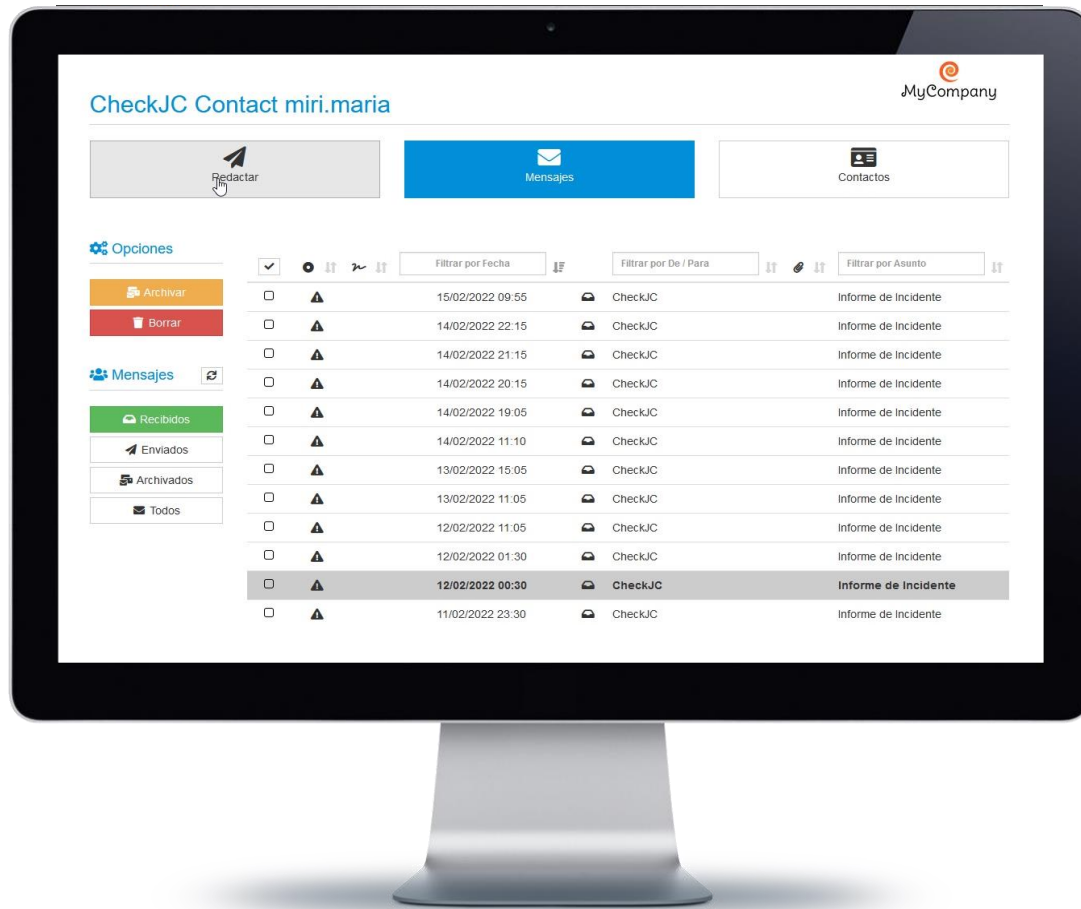 MyCompany
CheckJC Contact miri.maria
Redactar
Mensajes
Contactos
Opciones
Archivar
Borrar
Mensajes
Recibidos
Enviados
Archivados
Todos
Filtrar por Fecha Filtrar por De / Para Filtrar por Asunto
15/02/2022 09:55 CheckJC Informe de Incidente
14/02/2022 22:15 CheckJC Informe de Incidente
14/02/2022 21:15 CheckJC Informe de Incidente
14/02/2022 20:15 CheckJC Informe de Incidente
14/02/2022 19:05 CheckJC Informe de Incidente
14/02/2022 11:10 CheckJC Informe de Incidente
13/02/2022 15:05 CheckJC Informe de Incidente
13/02/2022 11:05 CheckJC Informe de Incidente
12/02/2022 11:05 CheckJC Informe de Incidente
12/02/2022 01:30 CheckJC Informe de Incidente
12/02/2022 00:30 CheckJC Informe de Incidente
11/02/2022 23:30 CheckJC Informe de Incidente